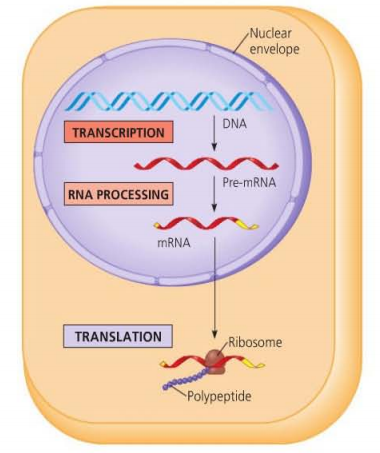 Nuclear
envelope
DNA
TRANSCRIPTION
Pre-mRNA
RNA PROCESSING
mRNA
TRANSLATION
Ribosome
Polypeptide